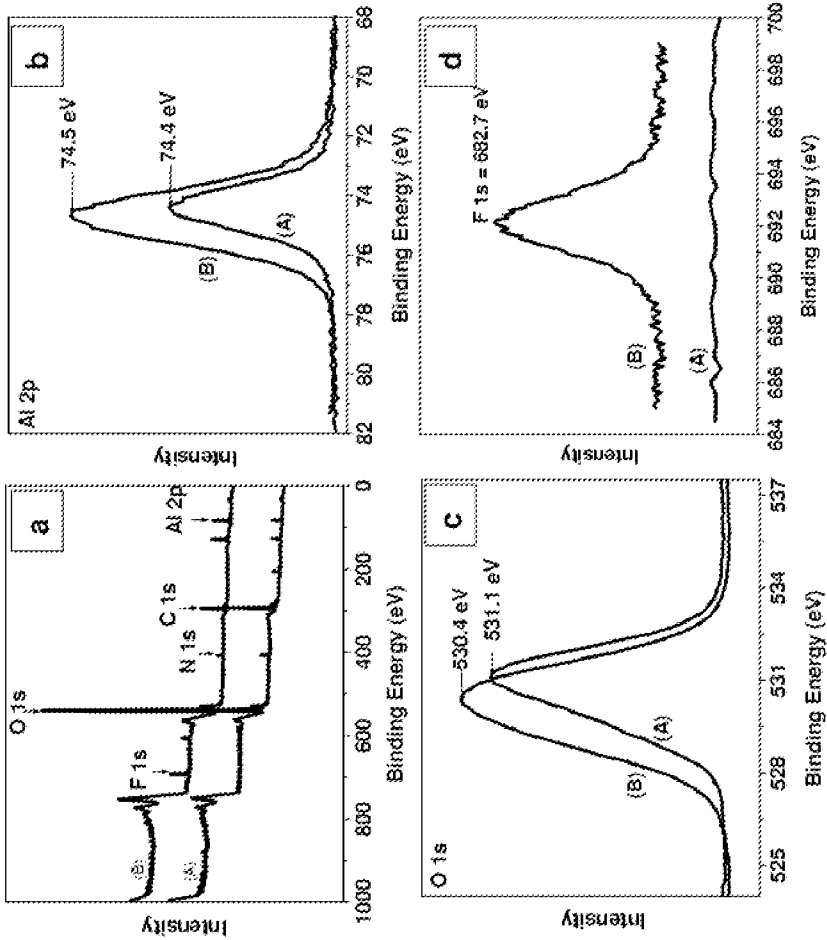 a
O 1s
F 1s
N 1s
C 1s
Al 2p
(B)
(A)
Intensity
1000 800 600 400 200 0
Binding Energy (eV)
b
Al 2p
74.5 eV
74.4 eV
(B)
(A)
Intensity
82 80 78 76 74 72 70 68
Binding Energy (eV)
c
O 1s
530.4 eV
531.1 eV
(B)
(A)
Intensity
525 528 531 534 537
Binding Energy (eV)
d
F 1s = 682.7 eV
(B)
(A)
Intensity
684 686 688 690 692 694 696 698 700
Binding Energy (eV)